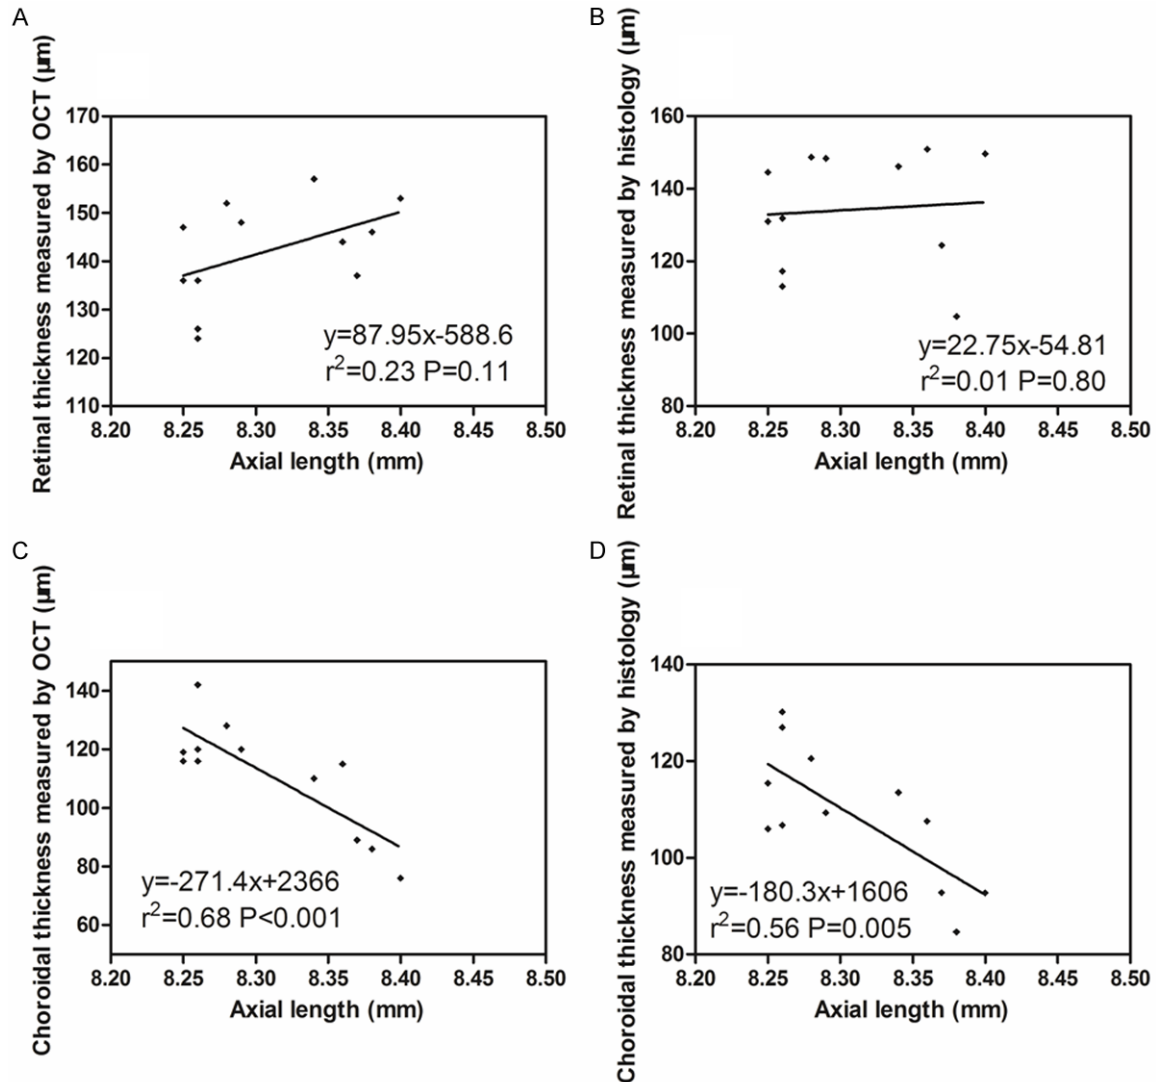 A
Retinal thickness measured by OCT (μm)
170
160
150
140
130
120
110
y=87.95x-588.6
r²=0.23 P=0.11
8.20 8.25 8.30 8.35 8.40 8.45 8.50
Axial length (mm)
B
Retinal thickness measured by histology (μm)
160
140
120
100
80
y=22.75x-54.81
r²=0.01 P=0.80
8.20 8.25 8.30 8.35 8.40 8.45 8.50
Axial length (mm)
C
Choroidal thickness measured by OCT (μm)
140
120
100
80
60
y=-271.4x+2366
r²=0.68 P<0.001
8.20 8.25 8.30 8.35 8.40 8.45 8.50
Axial length (mm)
D
Choroidal thickness measured by histology (μm)
140
120
100
80
y=-180.3x+1606
r²=0.56 P=0.005
8.20 8.25 8.30 8.35 8.40 8.45 8.50
Axial length (mm)